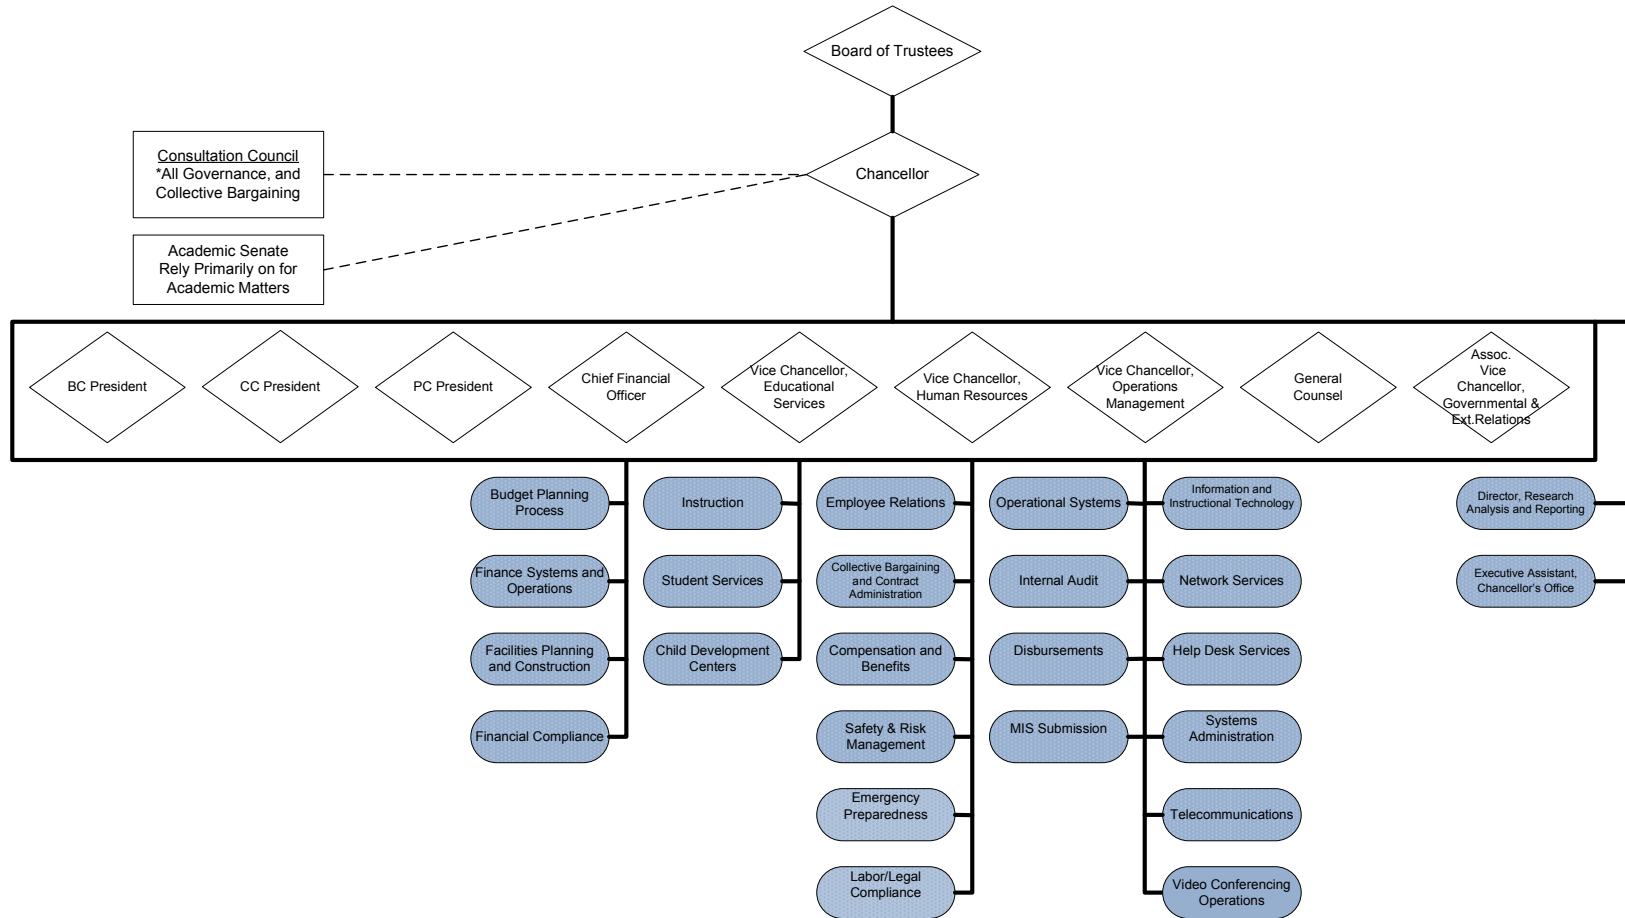 Board of Trustees
Consultation Council
*All Governance, and
Collective Bargaining
Chancellor
Academic Senate
Rely Primarily on for
Academic Matters
BC President
CC President
PC President
Chief Financial
Officer
Vice Chancellor,
Educational
Services
Vice Chancellor,
Human Resources
Vice Chancellor,
Operations
Management
General
Counsel
Assoc.
Vice
Chancellor,
Governmental &
Ext.Relations
Budget Planning
Process
Finance Systems and
Operations
Facilities Planning
and Construction
Financial Compliance
Instruction
Student Services
Child Development
Centers
Employee Relations
Collective Bargaining
and Contract
Administration
Compensation and
Benefits
Safety & Risk
Management
Emergency
Preparedness
Labor/Legal
Compliance
Operational Systems
Internal Audit
Disbursements
MIS Submission
Information and
Instructional Technology
Network Services
Help Desk Services
Systems
Administration
Telecommunications
Video Conferencing
Operations
Director, Research
Analysis and Reporting
Executive Assistant,
Chancellor's Office